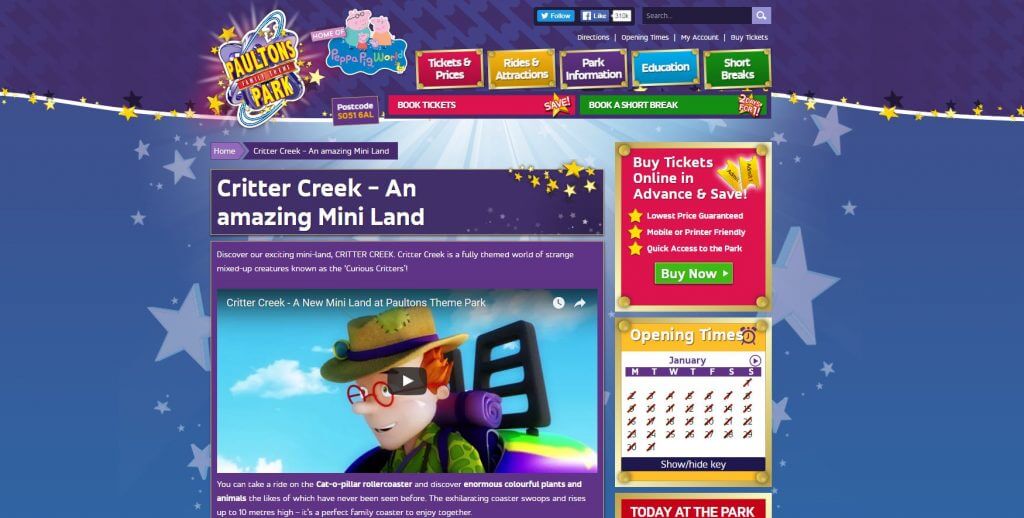 PAULTONS
FAMILY THEME
PARK
HOME OF
Peppa Pig World
Follow
Like
310k
Search...
Directions | Opening Times | My Account | Buy Tickets
Tickets &
Prices
Rides &
Attractions
Park
Information
Education
Short
Breaks
Postcode
SO51 6AL
BOOK TICKETS
SAVE!
BOOK A SHORT BREAK
2 DAYS
FOR 1!
Home
Critter Creek – An amazing Mini Land
Critter Creek – An
amazing Mini Land
Discover our exciting mini-land, CRITTER CREEK. Critter Creek is a fully themed world of strange
mixed-up creatures known as the 'Curious Critters'!
Critter Creek - A New Mini Land at Paultons Theme Park
You can take a ride on the Cat-o-pillar rollercoaster and discover enormous colourful plants and
animals the likes of which have never been seen before. The exhilarating coaster swoops and rises
up to 10 metres high – it's a perfect family coaster to enjoy together.
Buy Tickets
Online in
Advance & Save!
Admit 1
Lowest Price Guaranteed
Mobile or Printer Friendly
Quick Access to the Park
Buy Now
Opening Times
January
M T W T F S S
Show/hide key
TODAY AT THE PARK